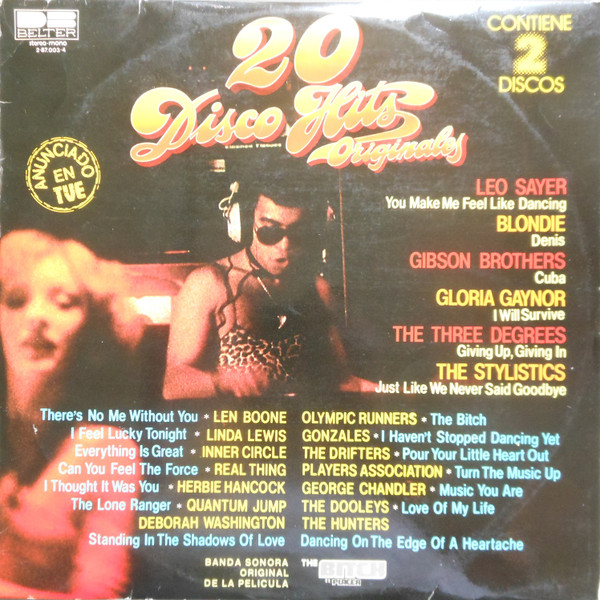 BELTER
stereo-mono
2-87.003-4
CONTIENE
2
DISCOS
20
Disco Hits
Originales
ANUNCIADO
EN
TVE
LEO SAYER
You Make Me Feel Like Dancing
BLONDIE
Denis
GIBSON BROTHERS
Cuba
GLORIA GAYNOR
I Will Survive
THE THREE DEGREES
Giving Up, Giving In
THE STYLISTICS
Just Like We Never Said Goodbye
There's No Me Without You • LEN BOONE
I Feel Lucky Tonight • LINDA LEWIS
Everything Is Great • INNER CIRCLE
Can You Feel The Force • REAL THING
I Thought It Was You • HERBIE HANCOCK
The Lone Ranger • QUANTUM JUMP
DEBORAH WASHINGTON
Standing In The Shadows Of Love
OLYMPIC RUNNERS • The Bitch
GONZALES • I Haven't Stopped Dancing Yet
THE DRIFTERS • Pour Your Little Heart Out
PLAYERS ASSOCIATION • Turn The Music Up
GEORGE CHANDLER • Music You Are
THE DOOLEYS • Love Of My Life
THE HUNTERS
Dancing On The Edge Of A Heartache
BANDA SONORA
ORIGINAL
DE LA PELICULA
THE BITCH